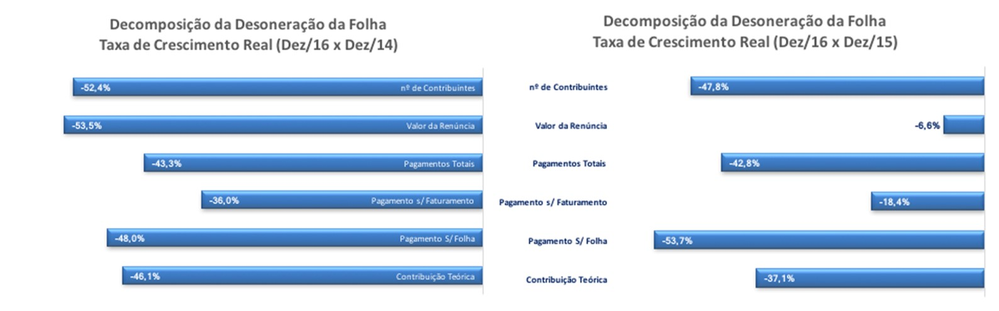 Decomposição da Desoneração da Folha
Taxa de Crescimento Real (Dez/16 x Dez/14)
-52,4% nº de Contribuintes
-53,5% Valor da Renúncia
-43,3% Pagamentos Totais
-36,0% Pagamento s/ Faturamento
-48,0% Pagamento S/ Folha
-46,1% Contribuição Teórica
Decomposição da Desoneração da Folha
Taxa de Crescimento Real (Dez/16 x Dez/15)
nº de Contribuintes -47,8%
Valor da Renúncia -6,6%
Pagamentos Totais -42,8%
Pagamento s/ Faturamento -18,4%
Pagamento S/ Folha -53,7%
Contribuição Teórica -37,1%